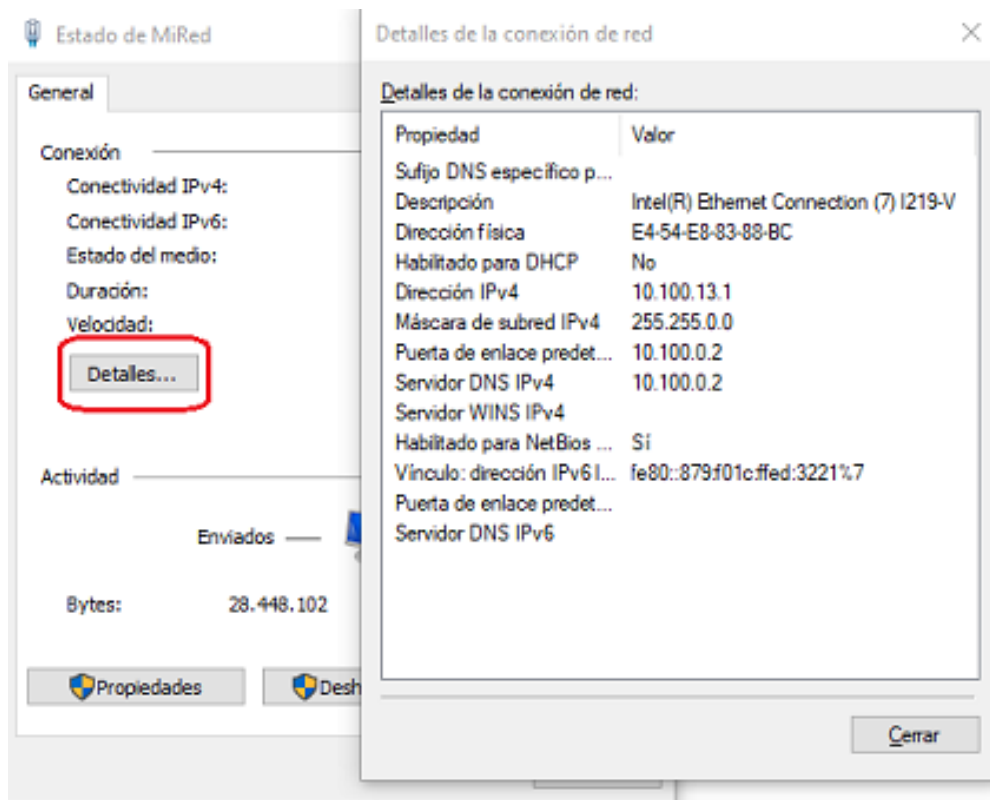 Estado de MiRed
General
Conexión
Conectividad IPv4:
Conectividad IPv6:
Estado del medio:
Duración:
Velocidad:
Detalles...
Actividad
Enviados
Bytes: 28.448.102
Propiedades
Desh
Detalles de la conexión de red
Detalles de la conexión de red:
Propiedad Valor
Sufijo DNS específico p...
Descripción Intel(R) Ethernet Connection (7) I219-V
Dirección física E4-54-E8-83-88-BC
Habilitado para DHCP No
Dirección IPv4 10.100.13.1
Máscara de subred IPv4 255.255.0.0
Puerta de enlace predet... 10.100.0.2
Servidor DNS IPv4 10.100.0.2
Servidor WINS IPv4
Habilitado para NetBios ... Sí
Vínculo: dirección IPv6 l... fe80::879:f01c:ffed:3221%7
Puerta de enlace predet...
Servidor DNS IPv6
Cerrar